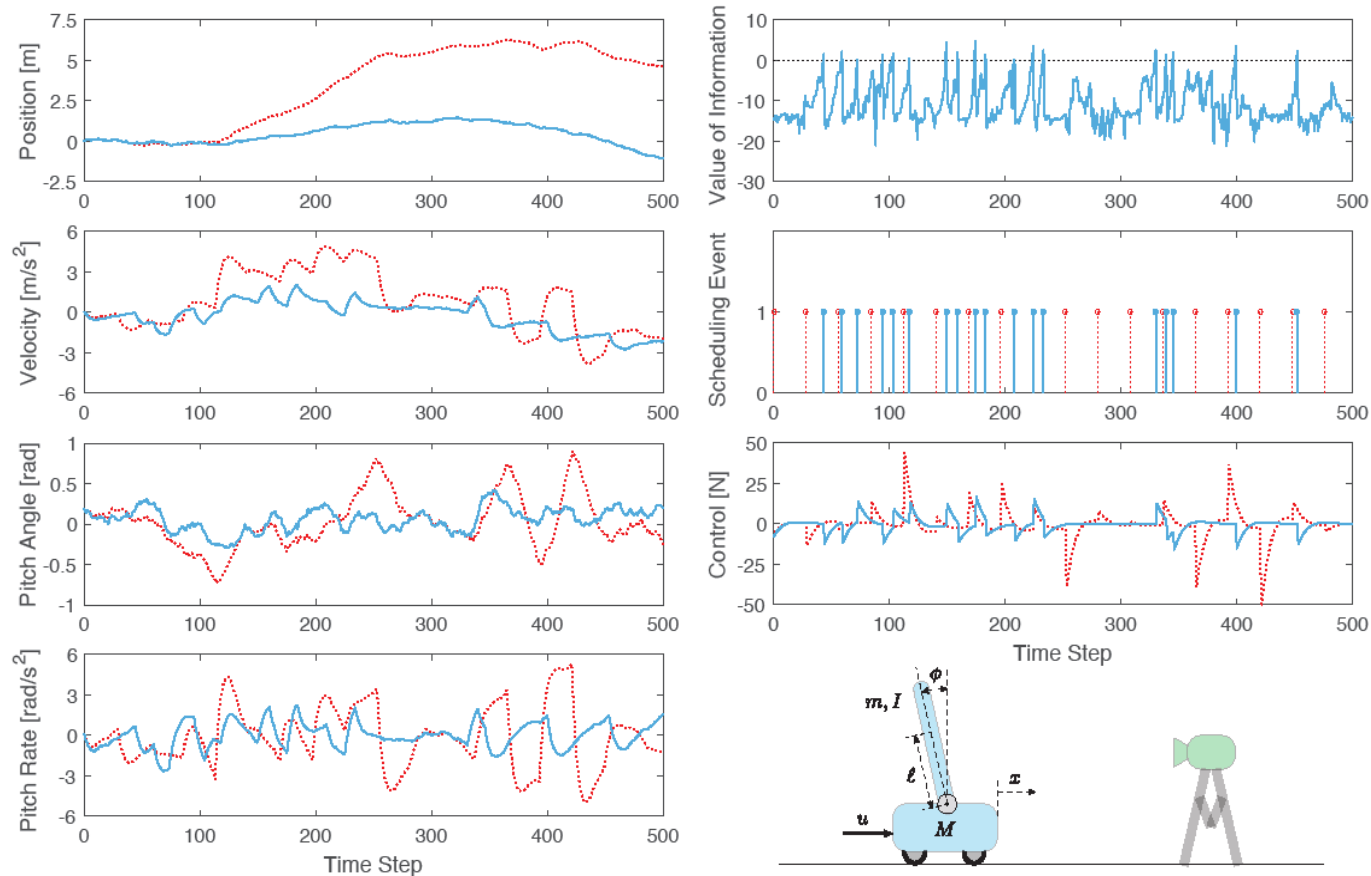 Position [m]
7.5
5
2.5
0
-2.5
0 100 200 300 400 500
Value of Information
10
0
-10
-20
-30
0 100 200 300 400 500
Velocity [m/s²]
6
3
0
-3
-6
0 100 200 300 400 500
Scheduling Event
1
0
0 100 200 300 400 500
Pitch Angle [rad]
1
0.5
0
-0.5
-1
0 100 200 300 400 500
Control [N]
50
25
0
-25
-50
0 100 200 300 400 500
Time Step
Pitch Rate [rad/s²]
6
3
0
-3
-6
0 100 200 300 400 500
Time Step
ϕ
m, I
ℓ
x
u
M